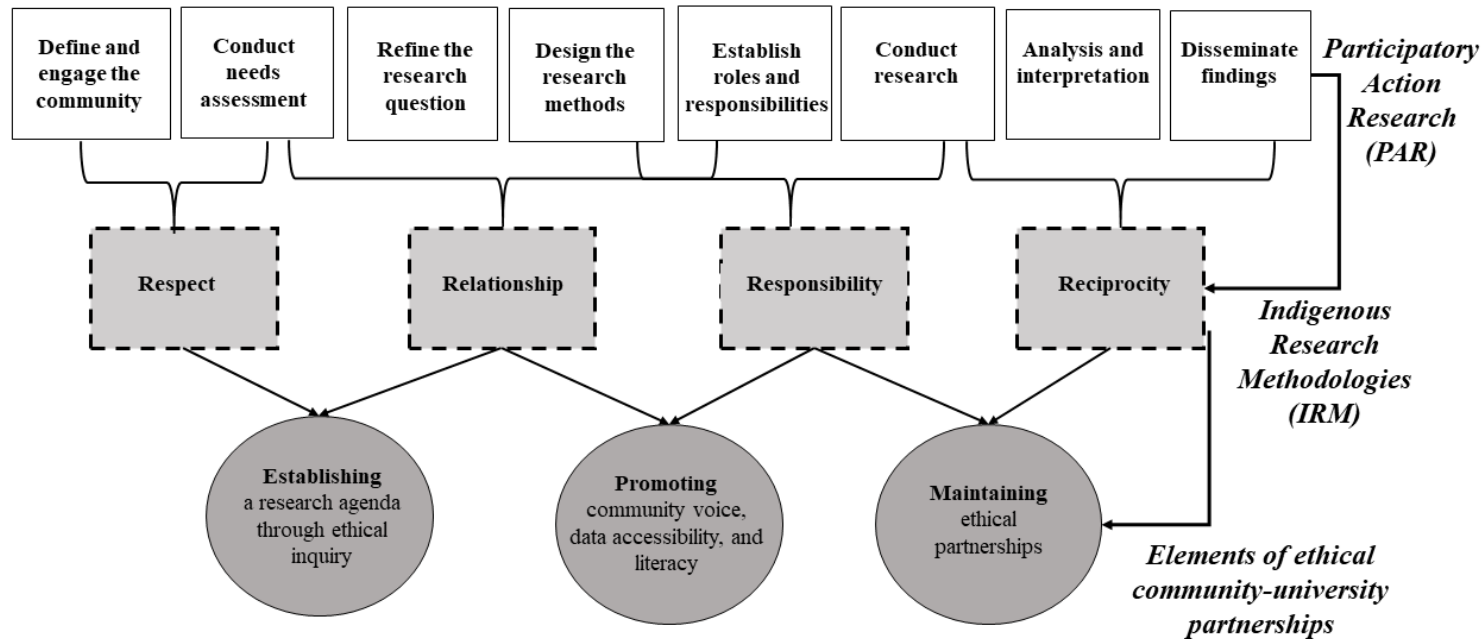 Define and
engage the
community
Conduct
needs
assessment
Refine the
research
question
Design the
research
methods
Establish
roles and
responsibilities
Conduct
research
Analysis and
interpretation
Disseminate
findings
Participatory
Action
Research
(PAR)
Respect
Relationship
Responsibility
Reciprocity
Indigenous
Research
Methodologies
(IRM)
Establishing
a research agenda
through ethical
inquiry
Promoting
community voice,
data accessibility, and
literacy
Maintaining
ethical
partnerships
Elements of ethical
community-university
partnerships